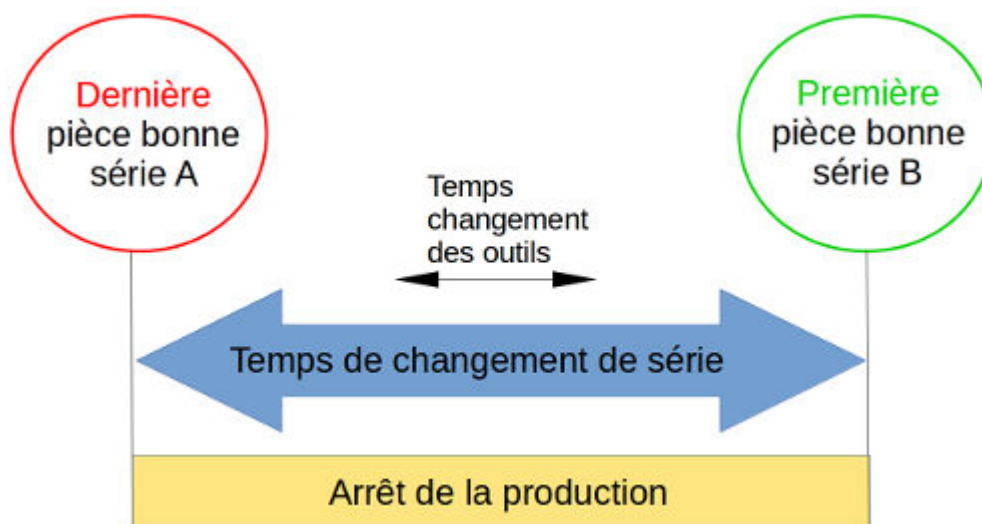 Dernière
pièce bonne
série A
Première
pièce bonne
série B
Temps
changement
des outils
Temps de changement de série
Arrêt de la production